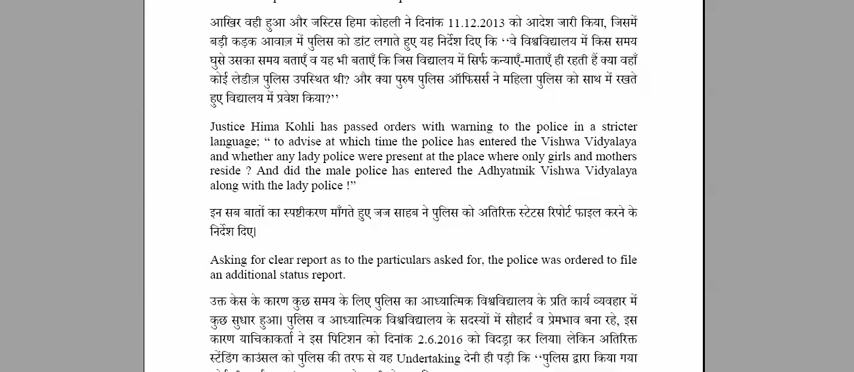 आखिर वही हुआ और जस्टिस हिमा कोहली ने दिनांक 11.12.2013 को आदेश जारी किया, जिसमें
बड़ी कड़क आवाज़ में पुलिस को डांट लगाते हुए यह निर्देश दिए कि ‘‘वे विश्वविद्यालय में किस समय
घुसे उसका समय बताएँ व यह भी बताएँ कि जिस विद्यालय में सिर्फ कन्याएँ-माताएँ ही रहती हैं क्या वहाँ
कोई लेडीज़ पुलिस उपस्थित थी? और क्या पुरुष पुलिस ऑफिसर्स ने महिला पुलिस को साथ में रखते
हुए विद्यालय में प्रवेश किया?’’
Justice Hima Kohli has passed orders with warning to the police in a stricter
language; “ to advise at which time the police has entered the Vishwa Vidyalaya
and whether any lady police were present at the place where only girls and mothers
reside ? And did the male police has entered the Adhyatmik Vishwa Vidyalaya
along with the lady police !”
इन सब बातों का स्पष्टीकरण माँगते हुए जज साहब ने पुलिस को अतिरिक्त स्टेटस रिपोर्ट फाइल करने के
निर्देश दिए।
Asking for clear report as to the particulars asked for, the police was ordered to file
an additional status report.
उक्त केस के कारण कुछ समय के लिए पुलिस का आध्यात्मिक विश्वविद्यालय के प्रति कार्य व्यवहार में
कुछ सुधार हुआ। पुलिस व आध्यात्मिक विश्वविद्यालय के सदस्यों में सौहार्द व प्रेमभाव बना रहे, इस
कारण याचिकाकर्ता ने इस पिटिशन को दिनांक 2.6.2016 को विदड्रा कर लिया। लेकिन अतिरिक्त
स्टेंडिंग काउंसल को पुलिस की तरफ से यह Undertaking देनी ही पड़ी कि ‘‘पुलिस द्वारा किया गया